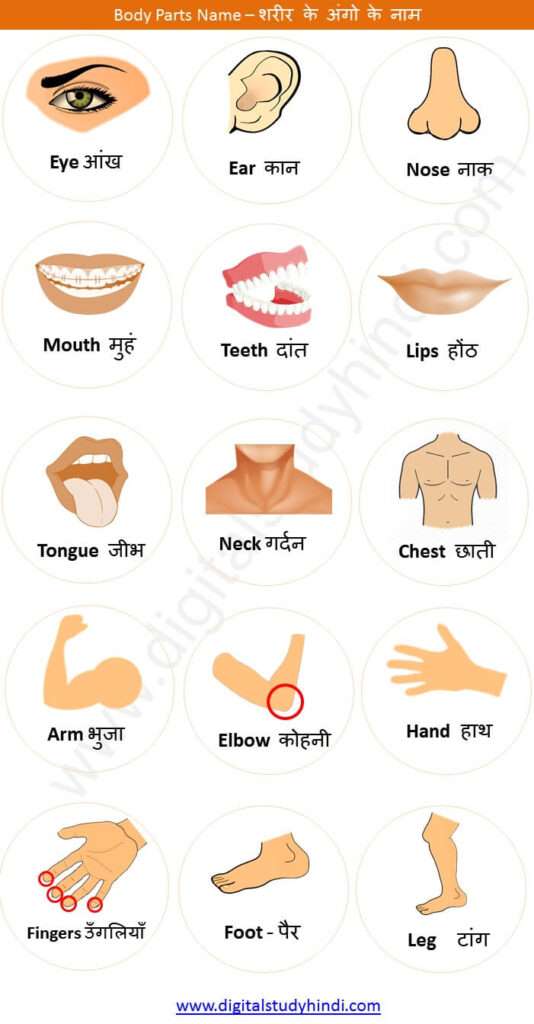 Body Parts Name – शरीर के अंगो के नाम
Eye आंख
Ear कान
Nose नाक
Mouth मुहं
Teeth दांत
Lips होंठ
Tongue जीभ
Neck गर्दन
Chest छाती
Arm भुजा
Elbow कोहनी
Hand हाथ
Fingers उँगलियाँ
Foot - पैर
Leg टांग
www.digitalstudyhindi.com
www.digitalstudyhindi.com